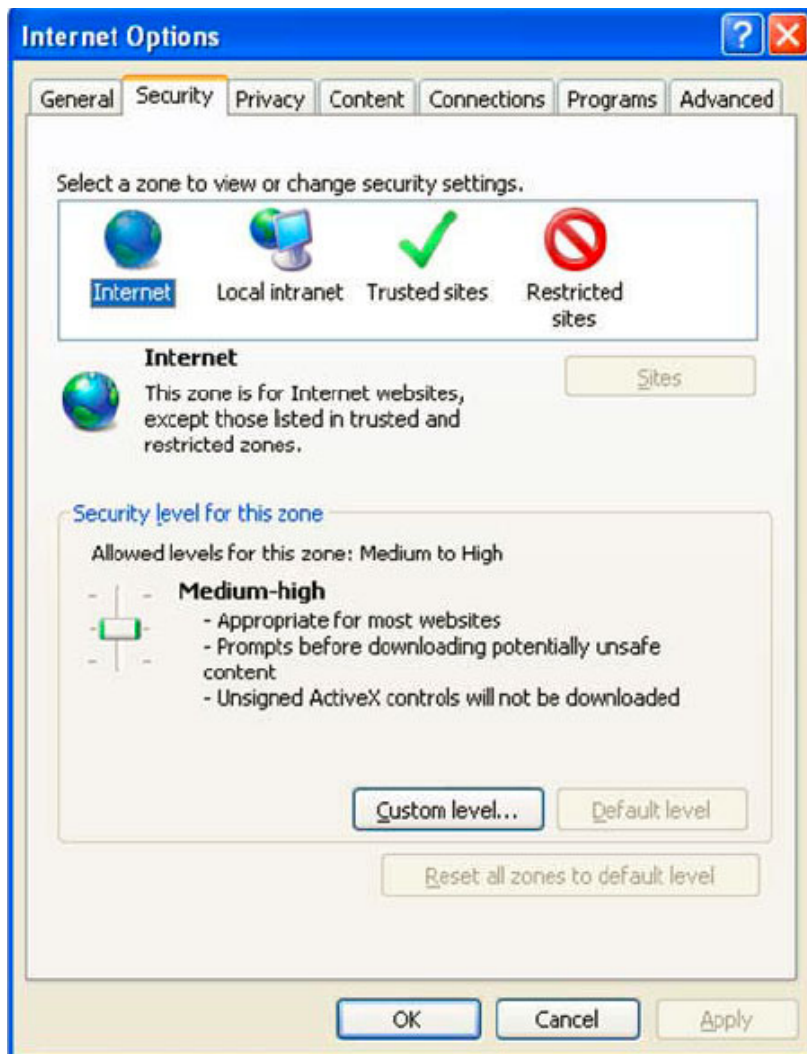 Internet Options
General Security Privacy Content Connections Programs Advanced
Select a zone to view or change security settings.
Internet Local intranet Trusted sites Restricted
sites
Internet
Sites
This zone is for Internet websites,
except those listed in trusted and
restricted zones.
Security level for this zone
Allowed levels for this zone: Medium to High
Medium-high
- Appropriate for most websites
- Prompts before downloading potentially unsafe
content
- Unsigned ActiveX controls will not be downloaded
Custom level... Default level
Reset all zones to default level
OK Cancel Apply